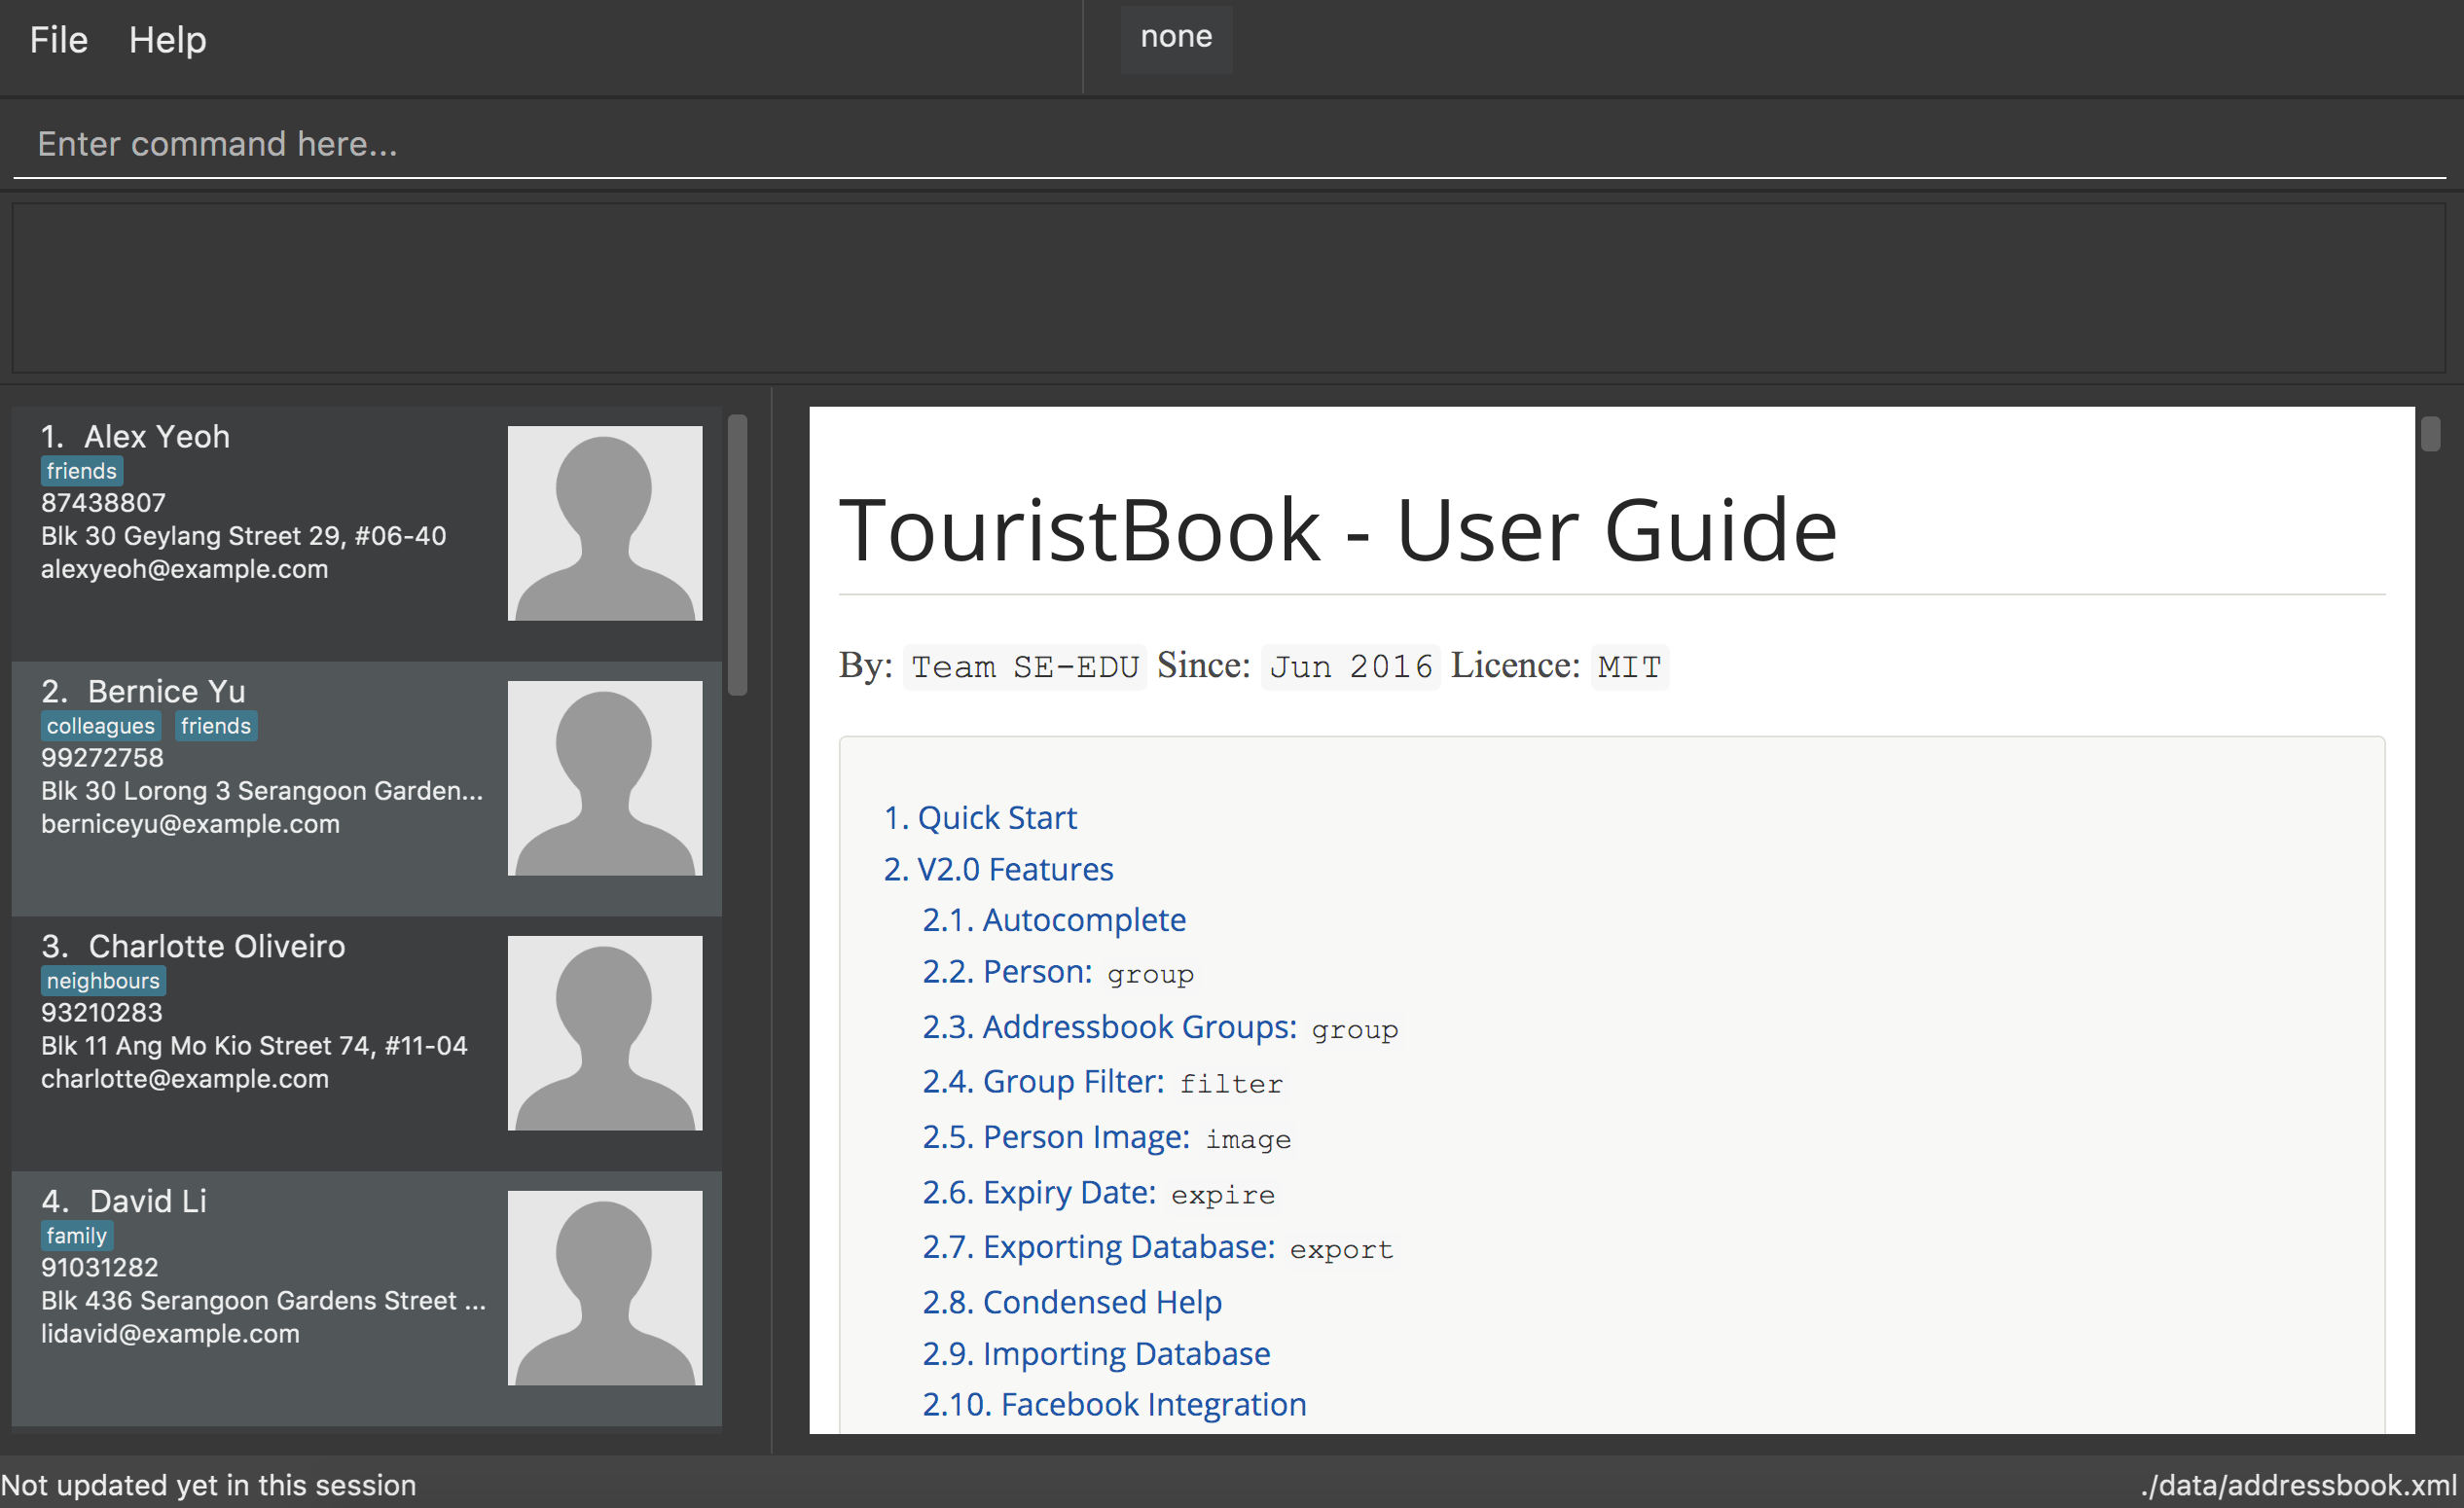 File Help none
Enter command here...
1. Alex Yeoh
friends
87438807
Blk 30 Geylang Street 29, #06-40
alexyeoh@example.com
2. Bernice Yu
colleagues friends
99272758
Blk 30 Lorong 3 Serangoon Garden...
berniceyu@example.com
3. Charlotte Oliveiro
neighbours
93210283
Blk 11 Ang Mo Kio Street 74, #11-04
charlotte@example.com
4. David Li
family
91031282
Blk 436 Serangoon Gardens Street ...
lidavid@example.com
TouristBook - User Guide
By: Team SE-EDU Since: Jun 2016 Licence: MIT
1. Quick Start
2. V2.0 Features
2.1. Autocomplete
2.2. Person: group
2.3. Addressbook Groups: group
2.4. Group Filter: filter
2.5. Person Image: image
2.6. Expiry Date: expire
2.7. Exporting Database: export
2.8. Condensed Help
2.9. Importing Database
2.10. Facebook Integration
Not updated yet in this session
./data/addressbook.xml